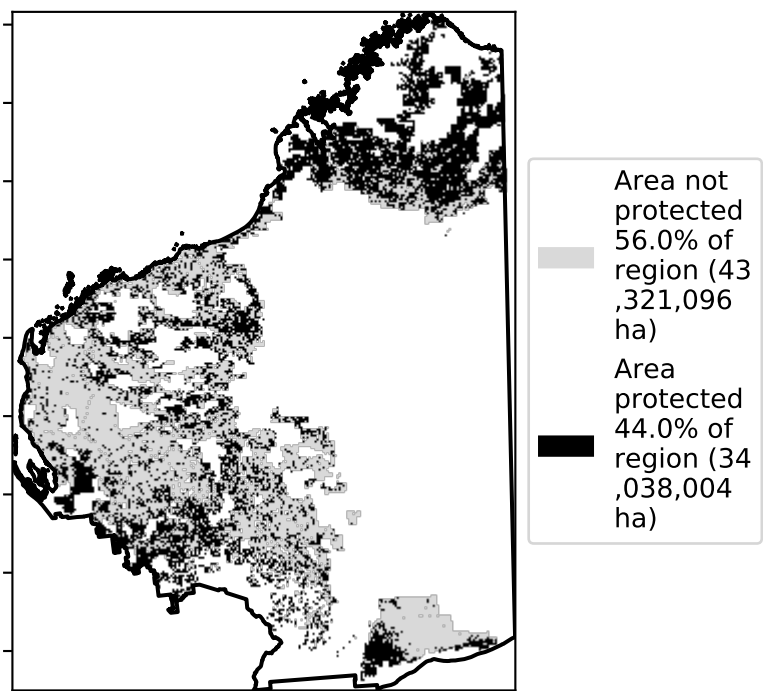 Area not
protected
56.0% of
region (43
,321,096
ha)
Area
protected
44.0% of
region (34
,038,004
ha)